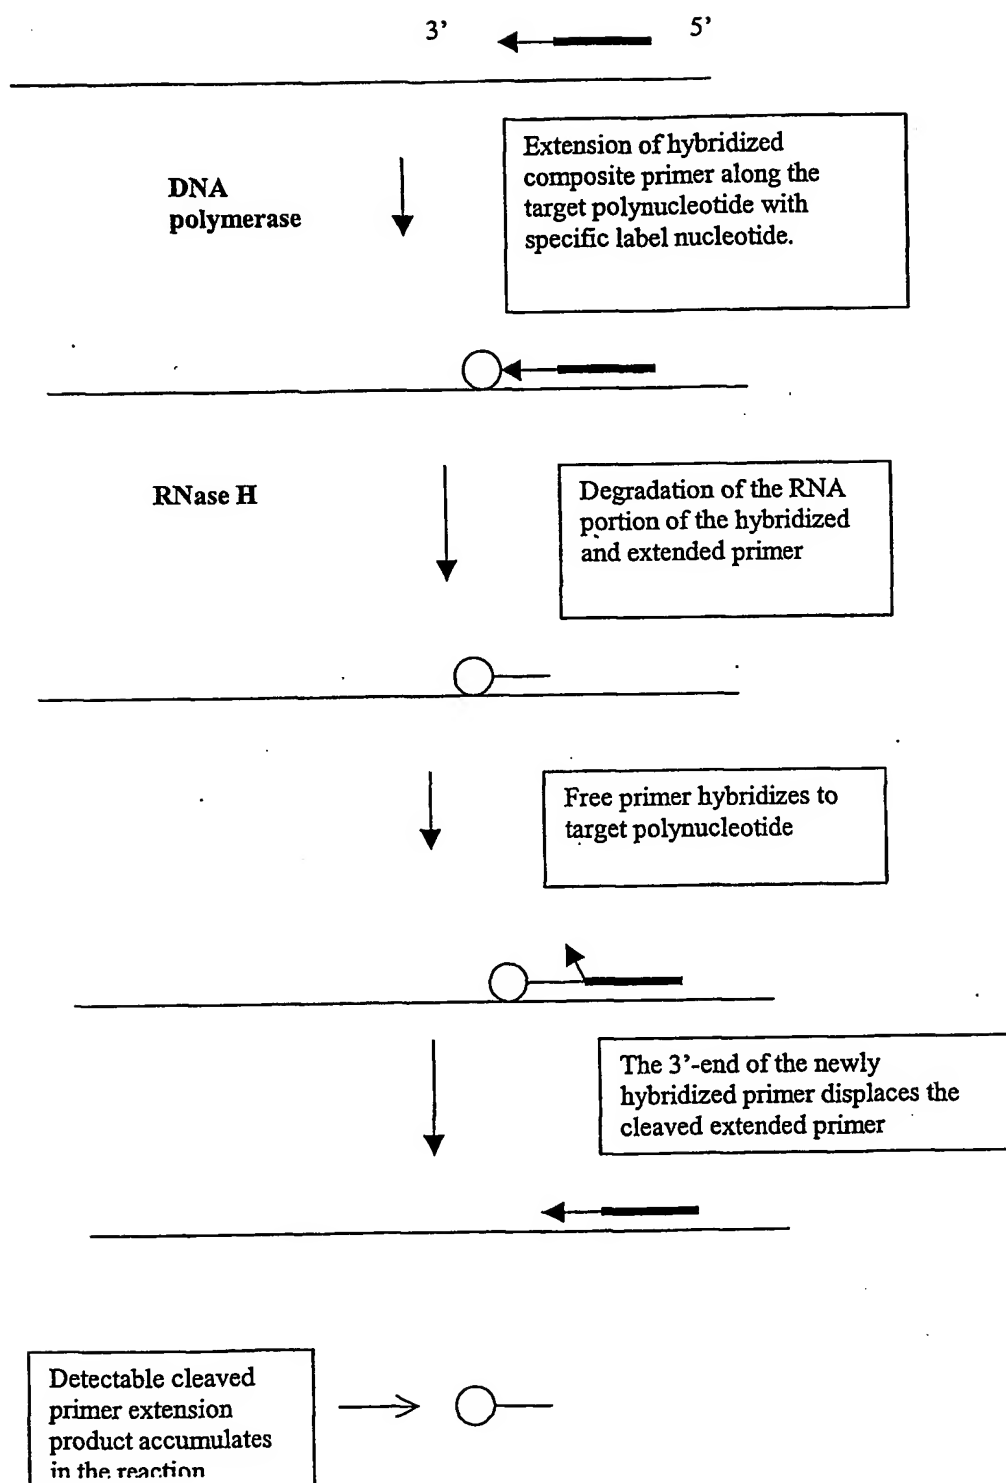 3’ 5’
Extension of hybridized
composite primer along the
target polynucleotide with
specific label nucleotide.
DNA
polymerase
RNase H
Degradation of the RNA
portion of the hybridized
and extended primer
Free primer hybridizes to
target polynucleotide
The 3’-end of the newly
hybridized primer displaces the
cleaved extended primer
Detectable cleaved
primer extension
product accumulates
in the reaction